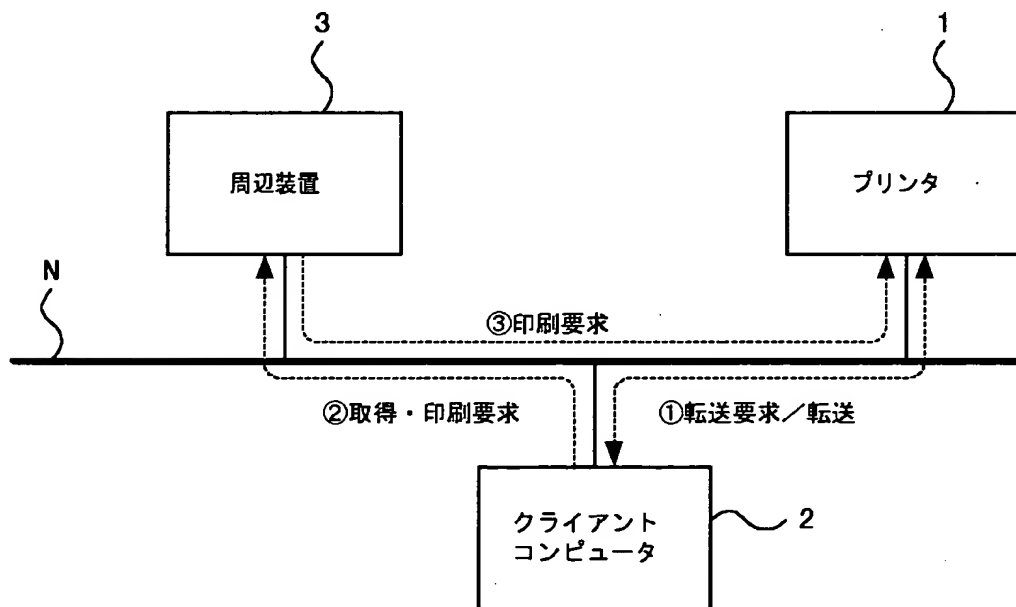 3
1
周辺装置
プリンタ
N
③印刷要求
②取得・印刷要求
①転送要求／転送
クライアント
コンピュータ
2